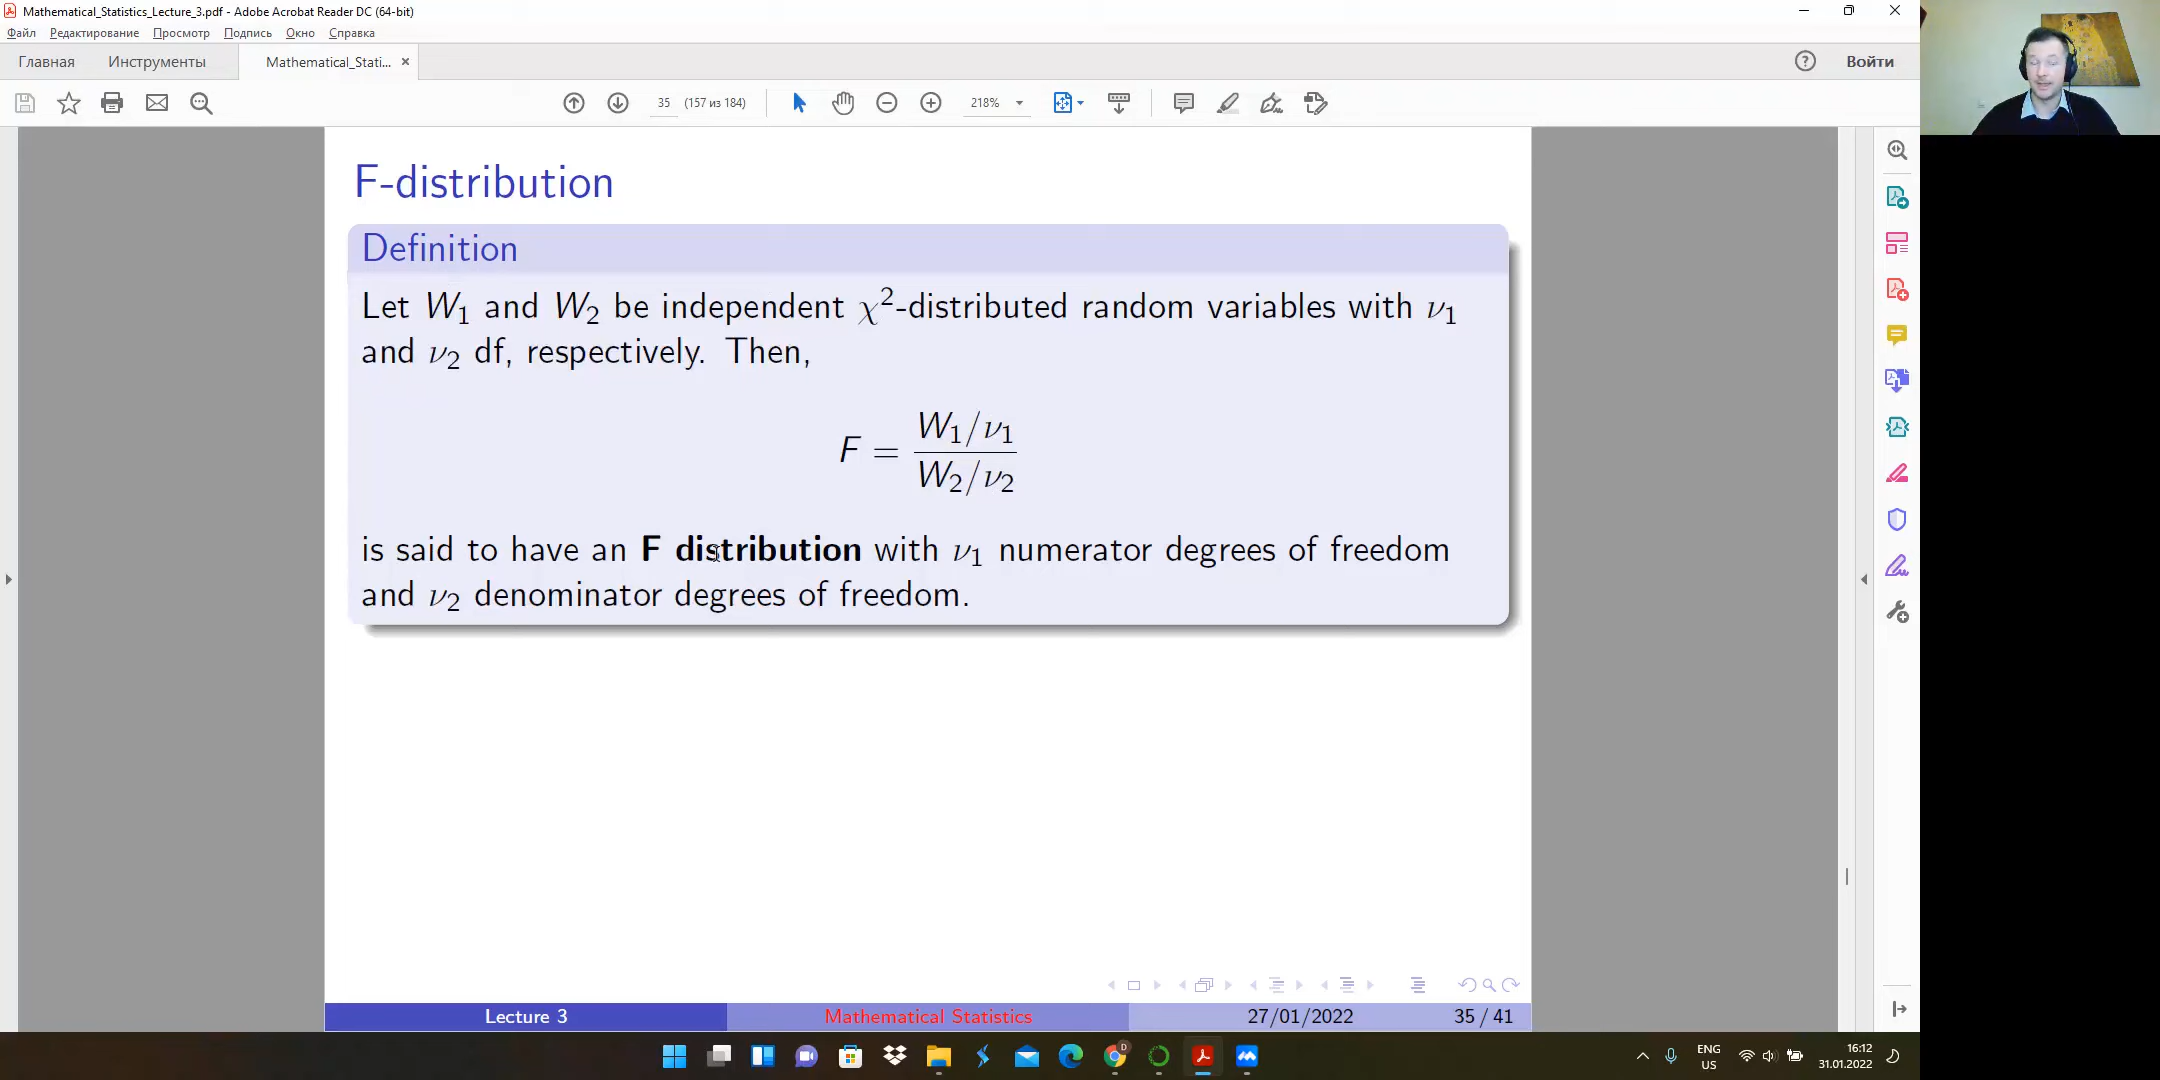 Mathematical_Statistics_Lecture_3.pdf - Adobe Acrobat Reader DC (64-bit)
Файл Редактирование Просмотр Подпись Окно Справка
Главная Инструменты Mathematical_Stati... × Войти
35 (157 из 184) 218%
F-distribution
Definition
Let W₁ and W₂ be independent χ²-distributed random variables with ν₁
and ν₂ df, respectively. Then,
F = (W₁/ν₁)/(W₂/ν₂)
is said to have an F distribution with ν₁ numerator degrees of freedom
and ν₂ denominator degrees of freedom.
Lecture 3 Mathematical Statistics 27/01/2022 35 / 41
ENG 16:12
US 31.01.2022